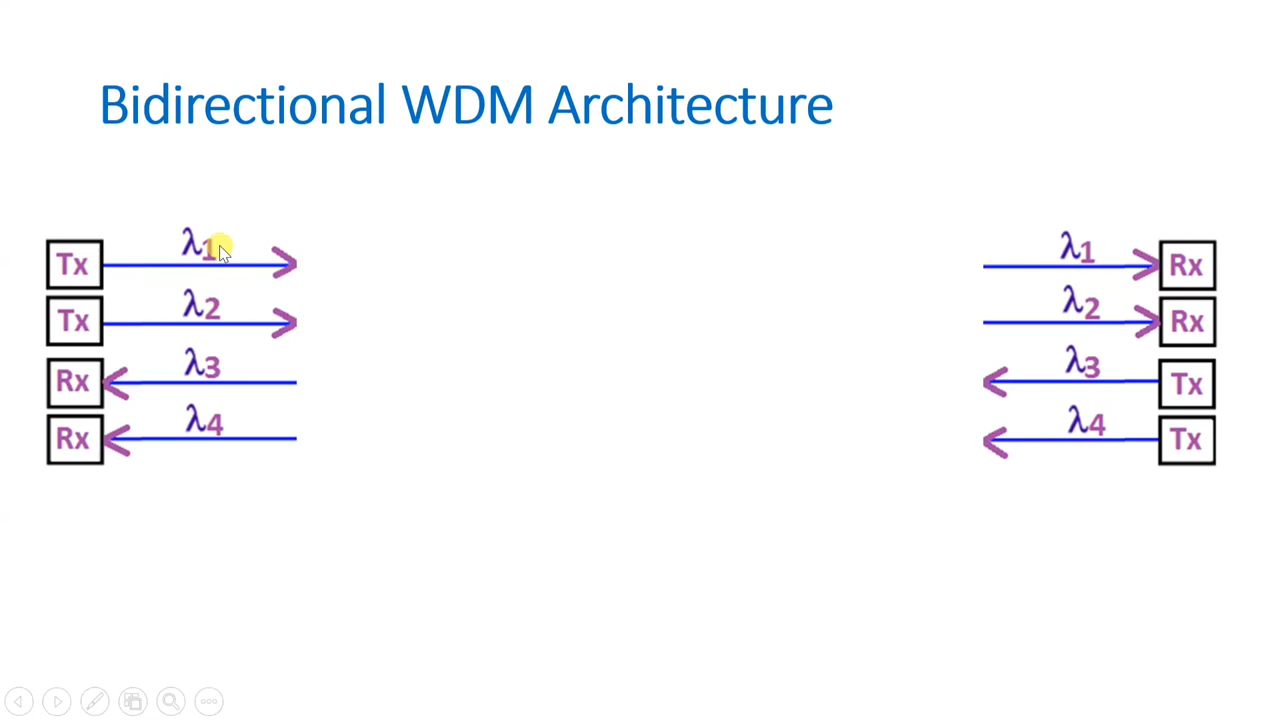 Bidirectional WDM Architecture
Tx λ1 λ1 Rx
Tx λ2 λ2 Rx
Rx λ3 λ3 Tx
Rx λ4 λ4 Tx